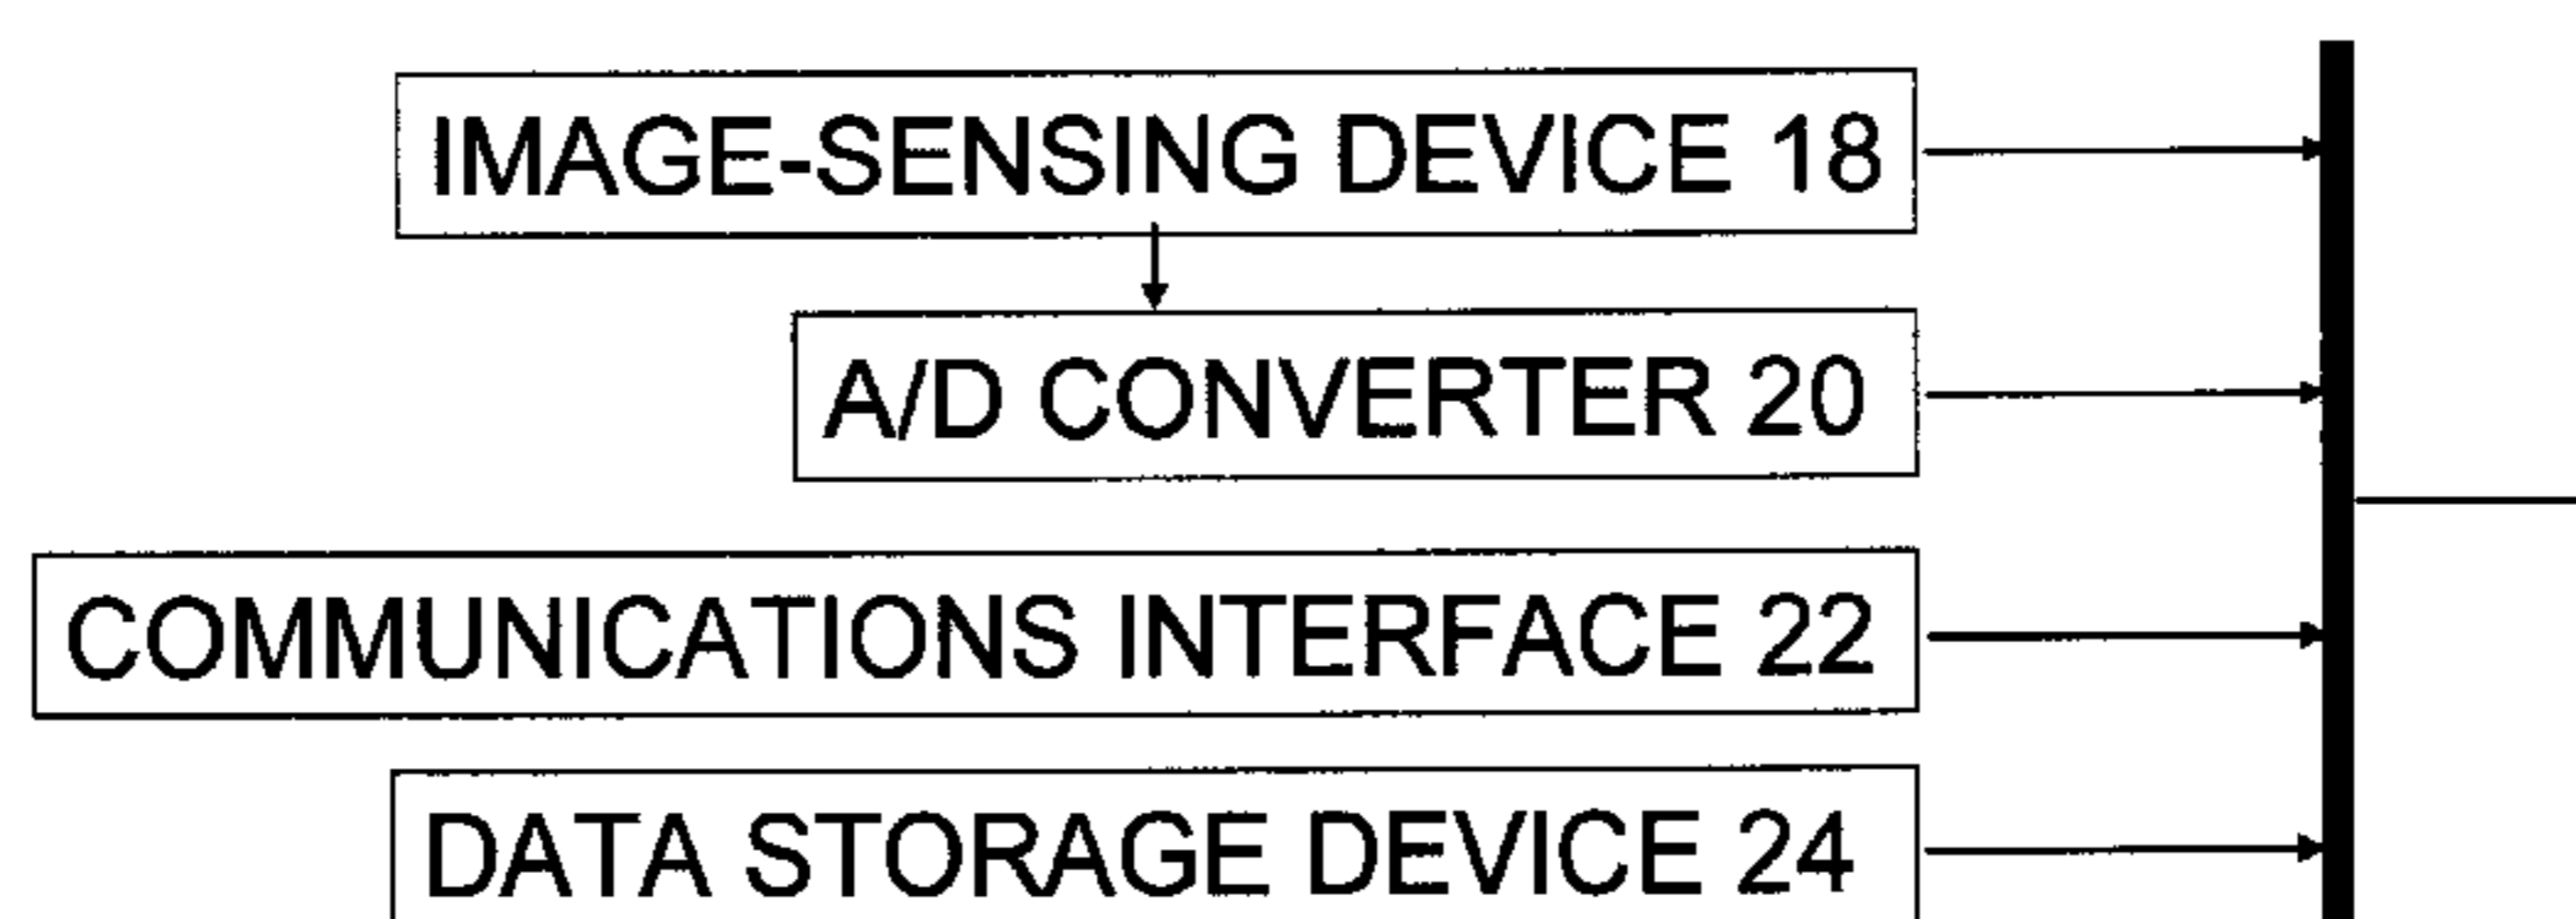 IMAGE-SENSING DEVICE 18
A/D CONVERTER 20
COMMUNICATIONS INTERFACE 22
DATA STORAGE DEVICE 24